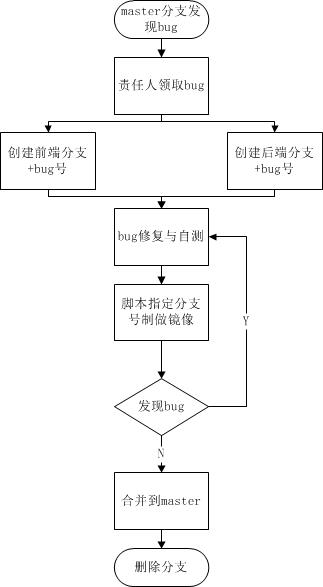 master分支发
现bug
责任人领取bug
创建前端分支
+bug号
创建后端分支
+bug号
bug修复与自测
脚本指定分支
号制做镜像
Y
发现bug
N
合并到master
删除分支